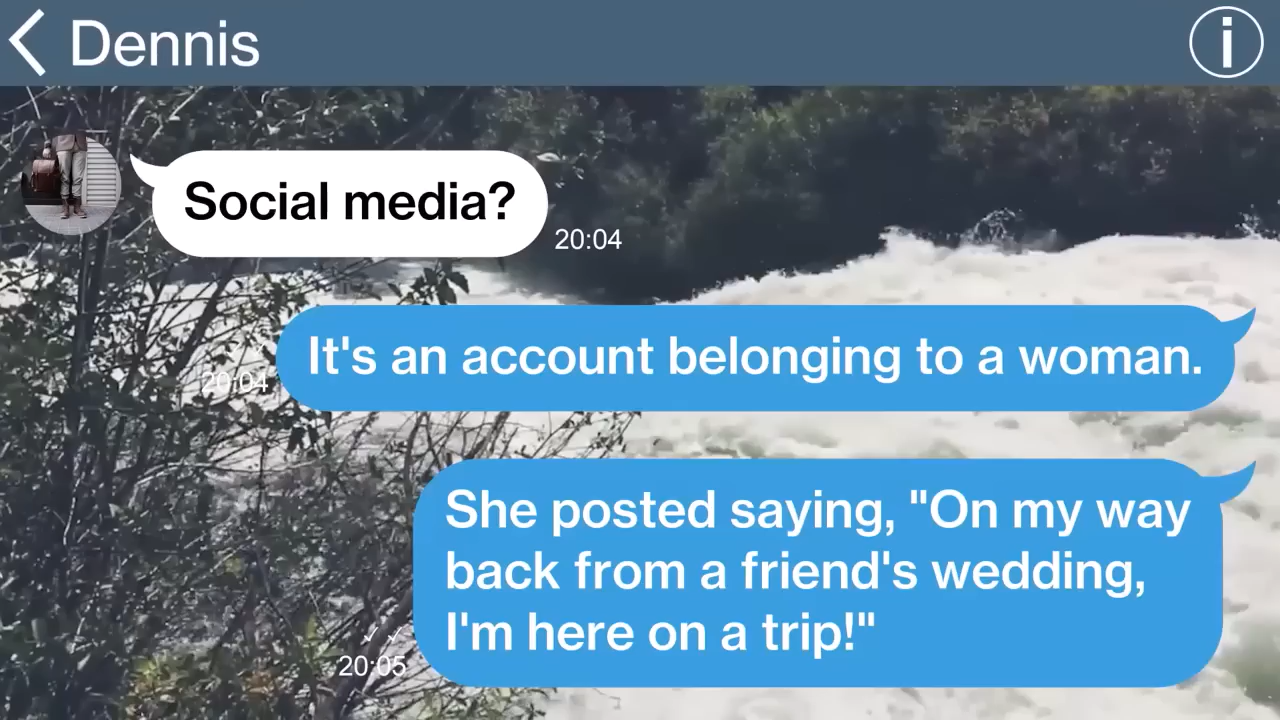 Dennis
Social media?
20:04
It's an account belonging to a woman.
20:04
She posted saying, "On my way
back from a friend's wedding,
I'm here on a trip!"
20:05